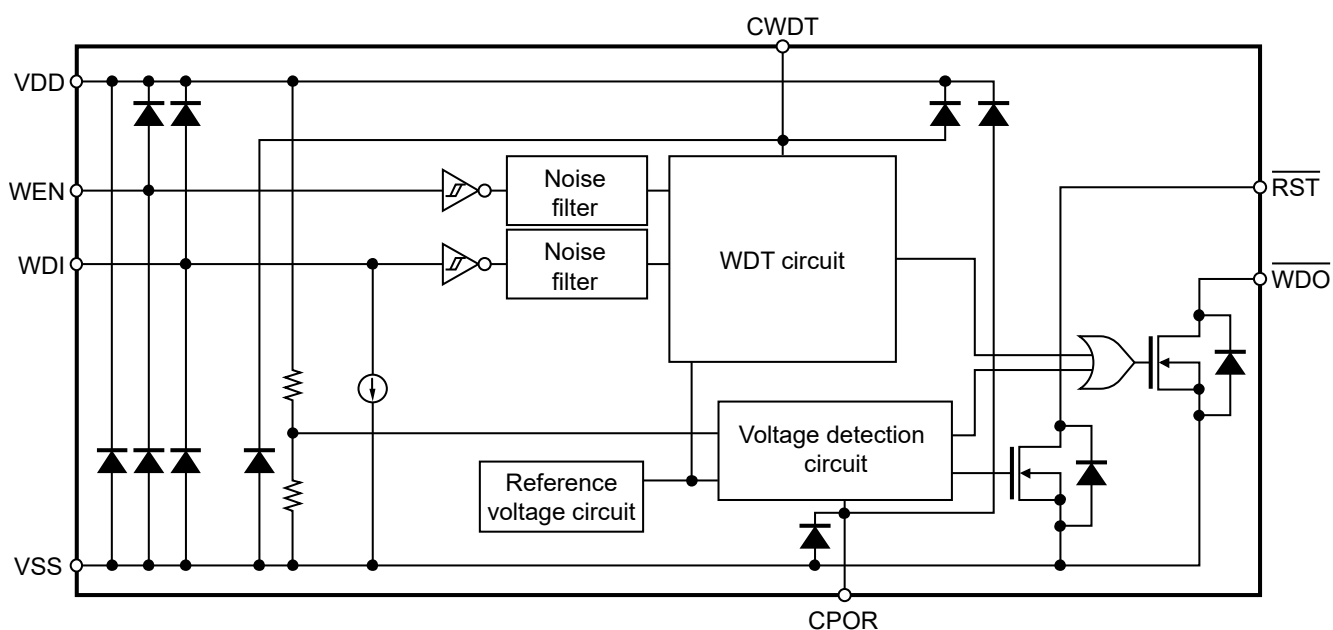 CWDT
VDD
WEN
Noise
filter
RST
WDI
Noise
filter
WDT circuit
WDO
Voltage detection
circuit
Reference
voltage circuit
VSS
CPOR